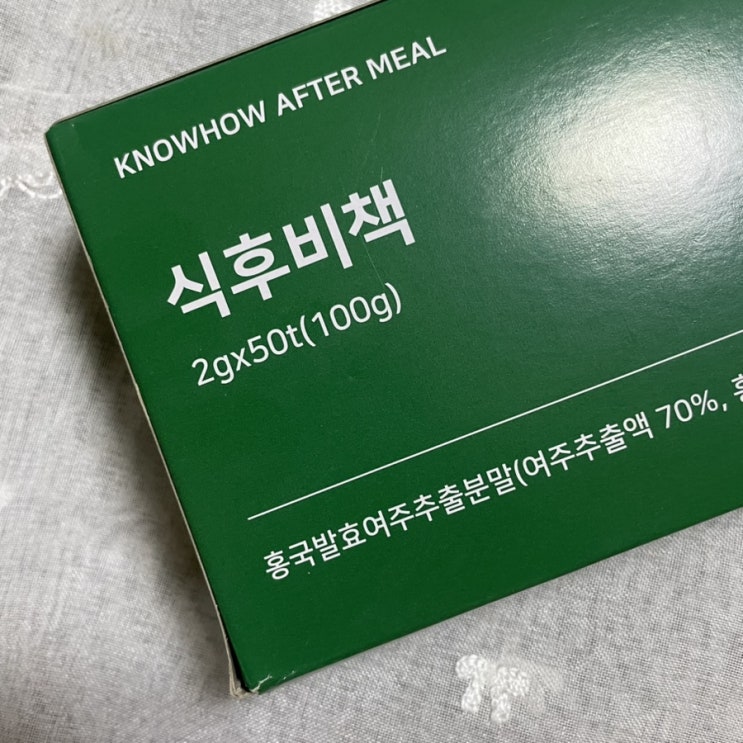 KNOWHOW AFTER MEAL
식후비책
2gx50t(100g)
홍국발효여주추출분말(여주추출액 70%,